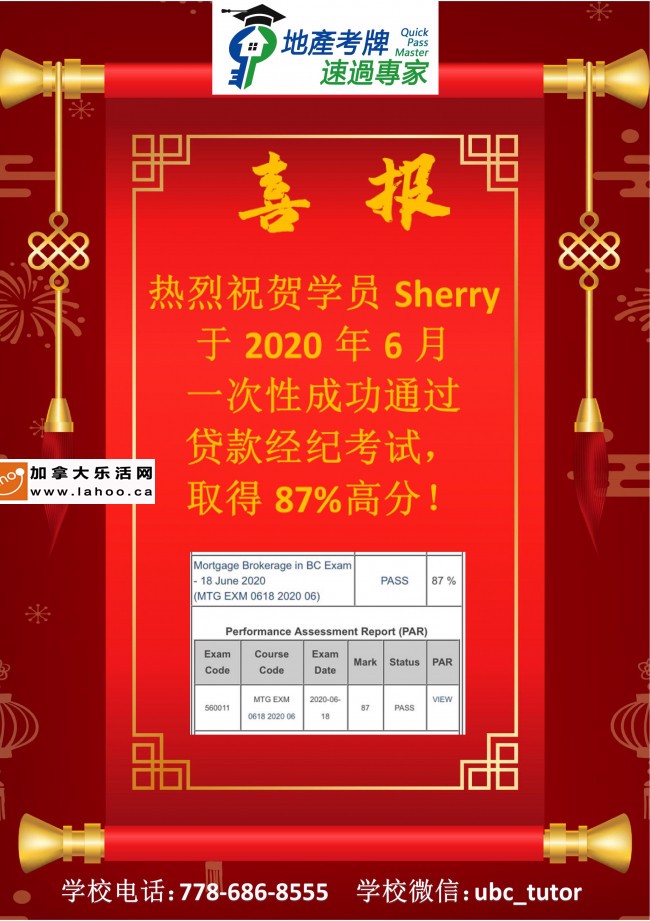 地產考牌 Quick Pass Master
速過專家
喜 报
热烈祝贺学员 Sherry
于 2020 年 6 月
一次性成功通过
贷款经纪考试，
取得 87%高分！
加拿大乐活网
www.lahoo.ca
Mortgage Brokerage in BC Exam
- 18 June 2020 PASS 87 %
(MTG EXM 0618 2020 06)
Performance Assessment Report (PAR)
Exam Code Course Code Exam Date Mark Status PAR
560011 MTG EXM 0618 2020 06 2020-06-18 87 PASS VIEW
学校电话：778-686-8555 学校微信：ubc_tutor